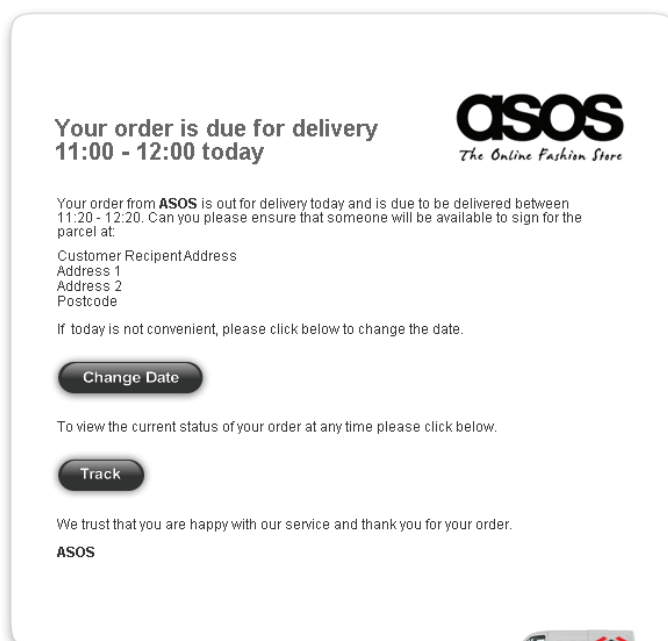 Your order is due for delivery
11:00 - 12:00 today
asos
The Online Fashion Store
Your order from ASOS is out for delivery today and is due to be delivered between
11:20 - 12:20. Can you please ensure that someone will be available to sign for the
parcel at:
Customer Recipent Address
Address 1
Address 2
Postcode
If today is not convenient, please click below to change the date.
Change Date
To view the current status of your order at any time please click below.
Track
We trust that you are happy with our service and thank you for your order.
ASOS